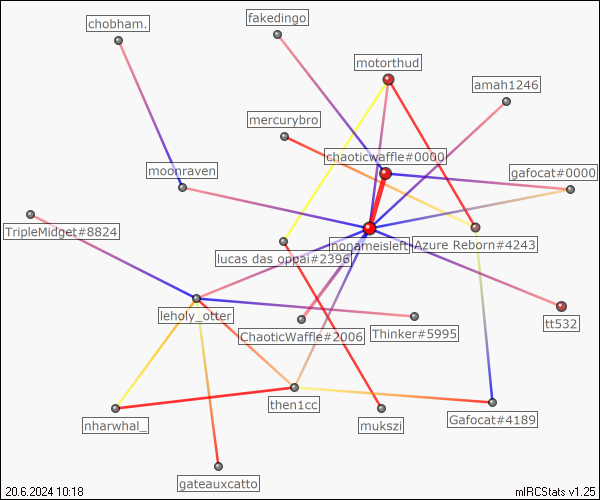 fakedingo
chobham.
motorthud
amah1246
mercurybro
chaoticwaffle#0000
moonraven
gafocat#0000
TripleMidget#8824
nonameisleft
Azure Reborn#4243
lucas das oppai#2396
leholy_otter
tt532
ChaoticWaffle#2006
Thinker#5995
then1cc
mukszi
Gafocat#4189
nharwhal_
gateauxcatto
20.6.2024 10:18
mIRCStats v1.25